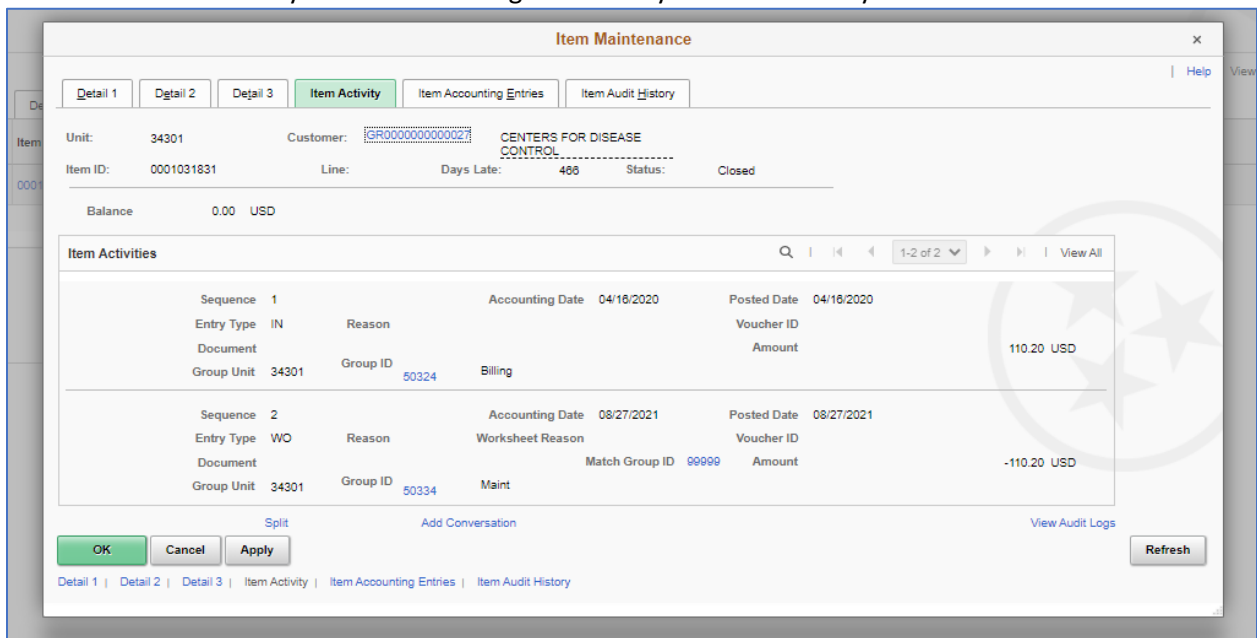 Item Maintenance ×
| Help View
De Detail 1 Detail 2 Detail 3 Item Activity Item Accounting Entries Item Audit History
Item Unit: 34301 Customer: GR0000000000027 CENTERS FOR DISEASE
CONTROL
0001 Item ID: 0001031831 Line: Days Late: 466 Status: Closed
Balance 0.00 USD
Item Activities 1-2 of 2 | View All
Sequence 1 Accounting Date 04/16/2020 Posted Date 04/16/2020
Entry Type IN Reason Voucher ID
Document Amount 110.20 USD
Group Unit 34301 Group ID 50324 Billing
Sequence 2 Accounting Date 08/27/2021 Posted Date 08/27/2021
Entry Type WO Reason Worksheet Reason Voucher ID
Document Match Group ID 99999 Amount -110.20 USD
Group Unit 34301 Group ID 50334 Maint
Split Add Conversation View Audit Logs
OK Cancel Apply Refresh
Detail 1 | Detail 2 | Detail 3 | Item Activity | Item Accounting Entries | Item Audit History